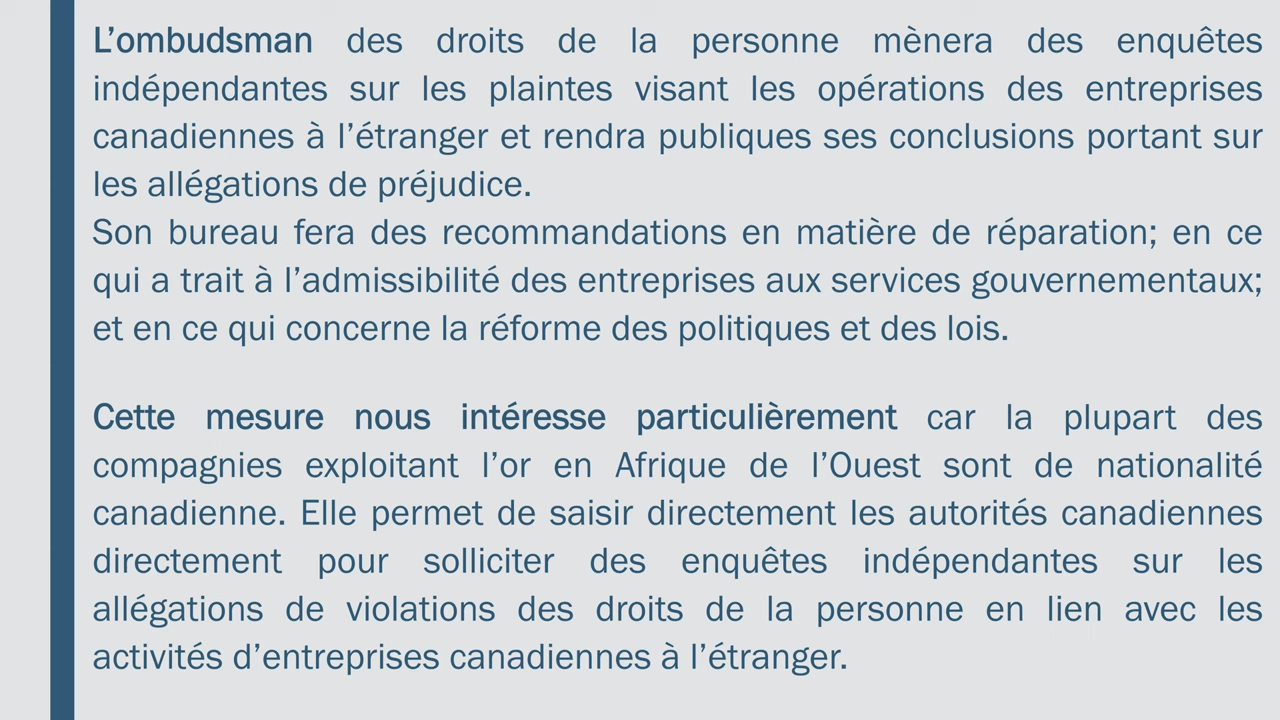 L’ombudsman des droits de la personne mènera des enquêtes
indépendantes sur les plaintes visant les opérations des entreprises
canadiennes à l’étranger et rendra publiques ses conclusions portant sur
les allégations de préjudice.
Son bureau fera des recommandations en matière de réparation; en ce
qui a trait à l’admissibilité des entreprises aux services gouvernementaux;
et en ce qui concerne la réforme des politiques et des lois.
Cette mesure nous intéresse particulièrement car la plupart des
compagnies exploitant l’or en Afrique de l’Ouest sont de nationalité
canadienne. Elle permet de saisir directement les autorités canadiennes
directement pour solliciter des enquêtes indépendantes sur les
allégations de violations des droits de la personne en lien avec les
activités d’entreprises canadiennes à l’étranger.